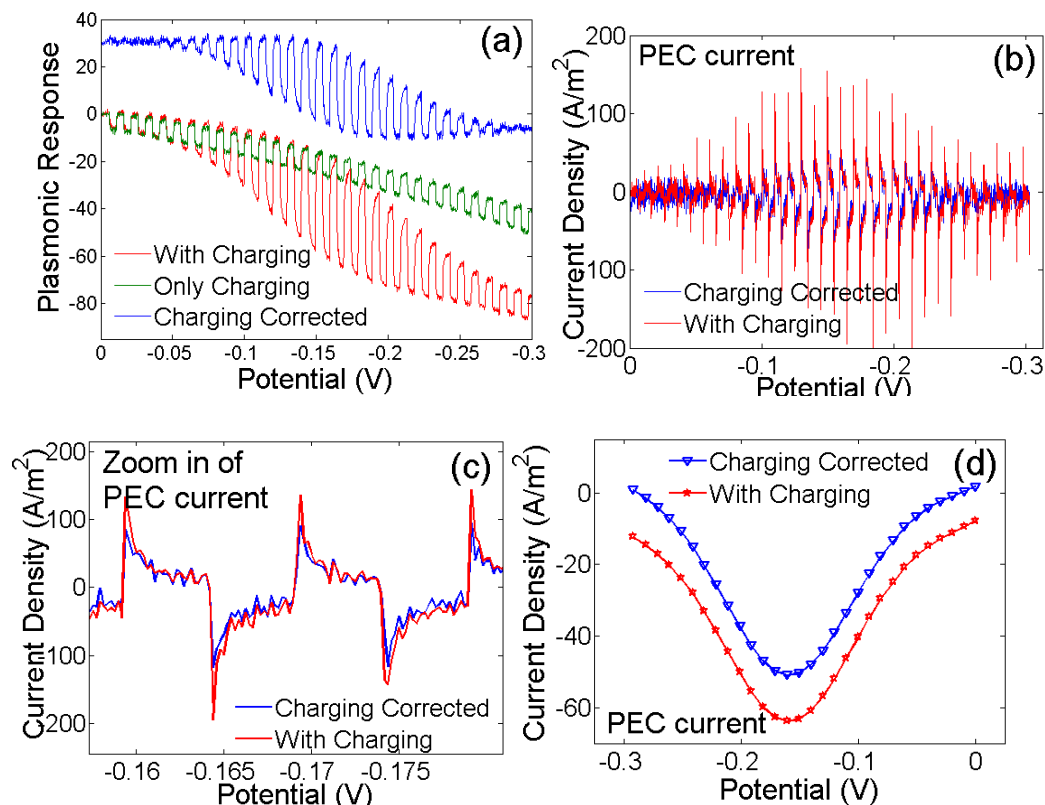 (a)
Plasmonic Response
40
20
0
-20
-40
-60
-80
With Charging
Only Charging
Charging Corrected
0
-0.05
-0.1
-0.15
-0.2
-0.25
-0.3
Potential (V)
PEC current
(b)
Current Density (A/m²)
200
100
0
-100
-200
Charging Corrected
With Charging
0
-0.1
-0.2
-0.3
Potential (V)
Zoom in of
PEC current
(c)
Current Density (A/m²)
200
100
0
100
200
Charging Corrected
With Charging
-0.16
-0.165
-0.17
-0.175
Potential (V)
Charging Corrected
With Charging
(d)
Current Density (A/m²)
0
-20
-40
-60
PEC current
-0.3
-0.2
-0.1
0
Potential (V)